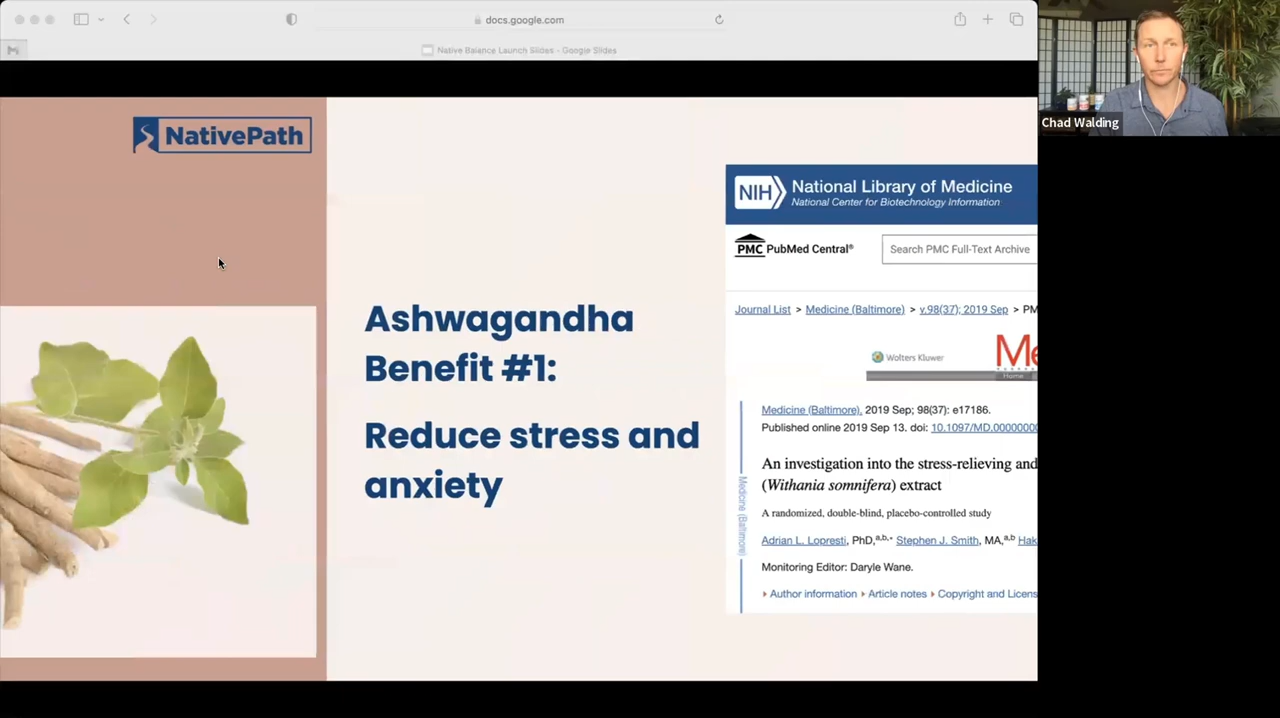 docs.google.com
Native Balance Launch Slides - Google Slides
Chad Walding
NativePath
Ashwagandha
Benefit #1:
Reduce stress and
anxiety
NIH National Library of Medicine
National Center for Biotechnology Information
PMC PubMed Central®
Search PMC Full-Text Archive
Journal List > Medicine (Baltimore) > v.98(37); 2019 Sep > PM
Wolters Kluwer
Me
Home
Medicine (Baltimore). 2019 Sep; 98(37): e17186.
Published online 2019 Sep 13. doi: 10.1097/MD.00000000
An investigation into the stress-relieving and
(Withania somnifera) extract
A randomized, double-blind, placebo-controlled study
Adrian L. Lopresti, PhD,a,b,* Stephen J. Smith, MA,a,b Hak
Monitoring Editor: Daryle Wane.
Author information Article notes Copyright and Licens
Medicine (Baltimore)